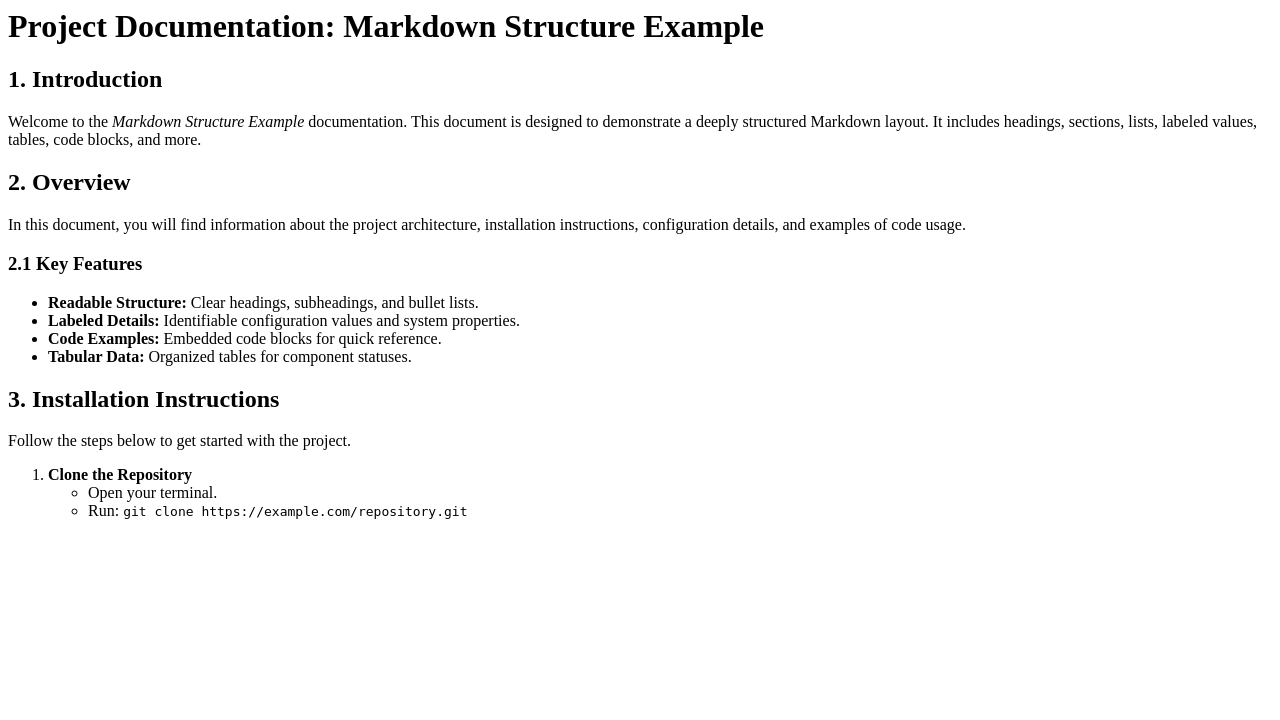 Project Documentation: Markdown Structure Example
1. Introduction
Welcome to the Markdown Structure Example documentation. This document is designed to demonstrate a deeply structured Markdown layout. It includes headings, sections, lists, labeled values,
tables, code blocks, and more.
2. Overview
In this document, you will find information about the project architecture, installation instructions, configuration details, and examples of code usage.
2.1 Key Features
• Readable Structure: Clear headings, subheadings, and bullet lists.
• Labeled Details: Identifiable configuration values and system properties.
• Code Examples: Embedded code blocks for quick reference.
• Tabular Data: Organized tables for component statuses.
3. Installation Instructions
Follow the steps below to get started with the project.
1. Clone the Repository
◦ Open your terminal.
◦ Run: git clone https://example.com/repository.git